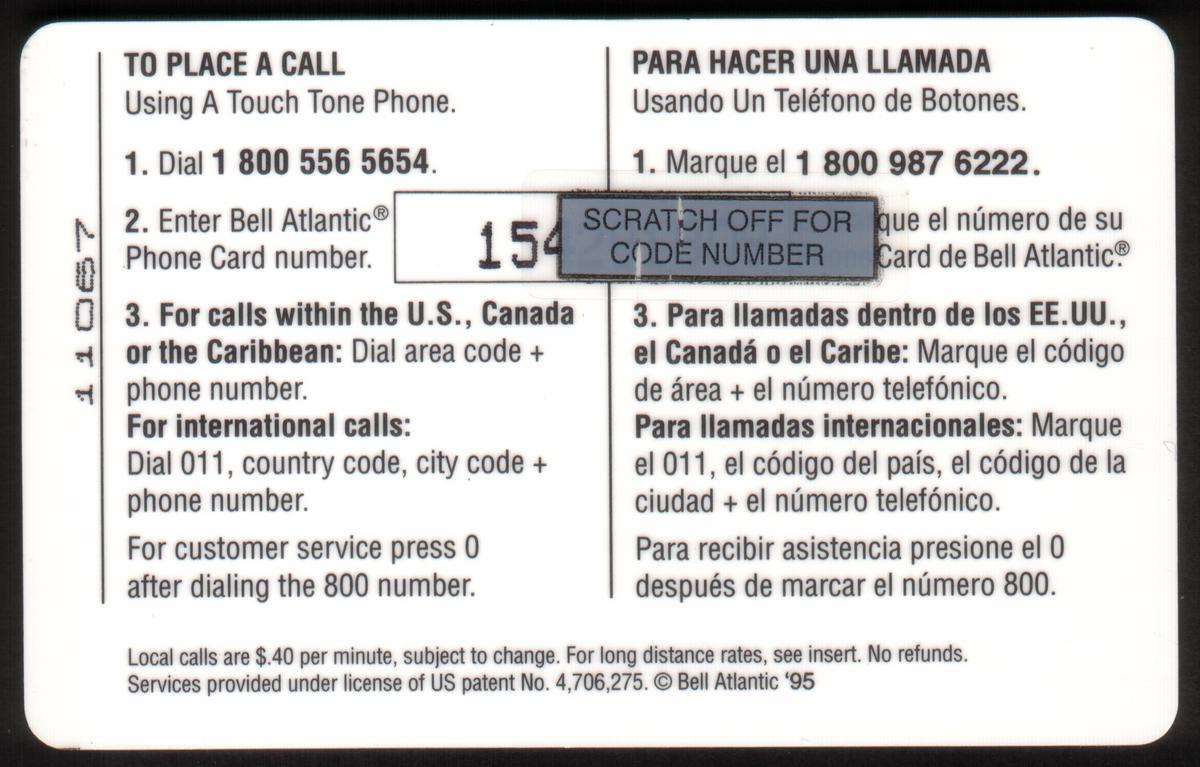 TO PLACE A CALL
Using A Touch Tone Phone.
1. Dial 1 800 556 5654.
2. Enter Bell Atlantic®
Phone Card number.
154
SCRATCH OFF FOR
CODE NUMBER
3. For calls within the U.S., Canada
or the Caribbean: Dial area code +
phone number.
For international calls:
Dial 011, country code, city code +
phone number.
For customer service press 0
after dialing the 800 number.
PARA HACER UNA LLAMADA
Usando Un Teléfono de Botones.
1. Marque el 1 800 987 6222.
que el número de su
Card de Bell Atlantic®.
3. Para llamadas dentro de los EE.UU.,
el Canadá o el Caribe: Marque el código
de área + el número telefónico.
Para llamadas internacionales: Marque
el 011, el código del país, el código de la
ciudad + el número telefónico.
Para recibir asistencia presione el 0
después de marcar el número 800.
Local calls are $.40 per minute, subject to change. For long distance rates, see insert. No refunds.
Services provided under license of US patent No. 4,706,275. © Bell Atlantic '95